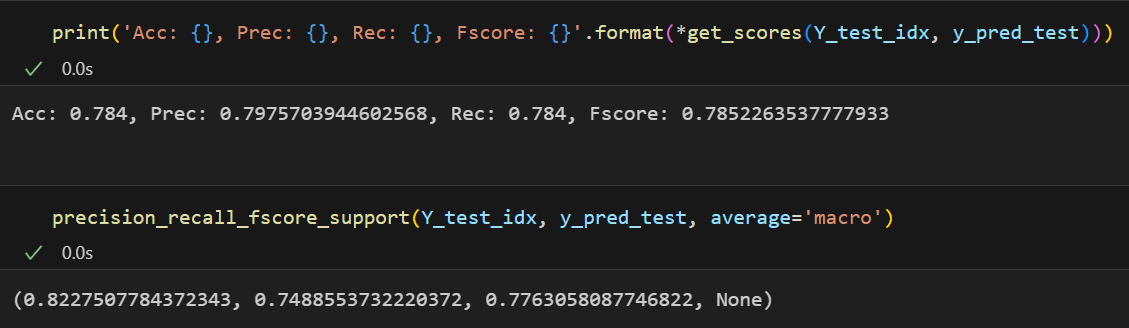 print('Acc: {}, Prec: {}, Rec: {}, Fscore: {}'.format(*get_scores(Y_test_idx, y_pred_test)))
0.0s
Acc: 0.784, Prec: 0.7975703944602568, Rec: 0.784, Fscore: 0.7852263537777933
precision_recall_fscore_support(Y_test_idx, y_pred_test, average='macro')
0.0s
(0.8227507784372343, 0.7488553732220372, 0.7763058087746822, None)